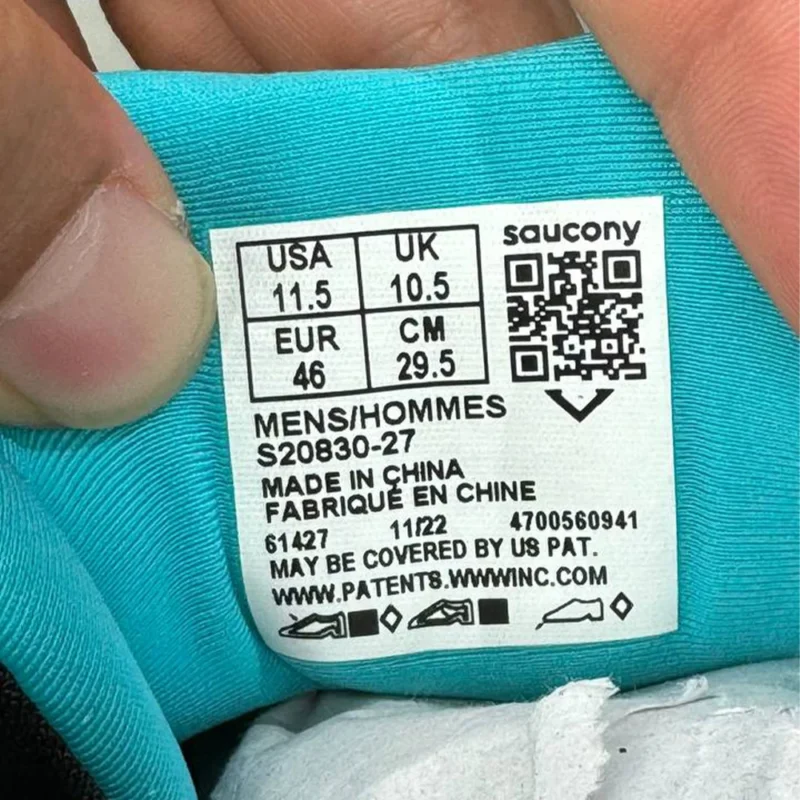 saucony
USA 11.5 UK 10.5
EUR 46 CM 29.5
MENS/HOMMES
S20830-27
MADE IN CHINA
FABRIQUÉ EN CHINE
61427 11/22 4700560941
MAY BE COVERED BY US PAT.
WWW.PATENTS.WWWINC.COM